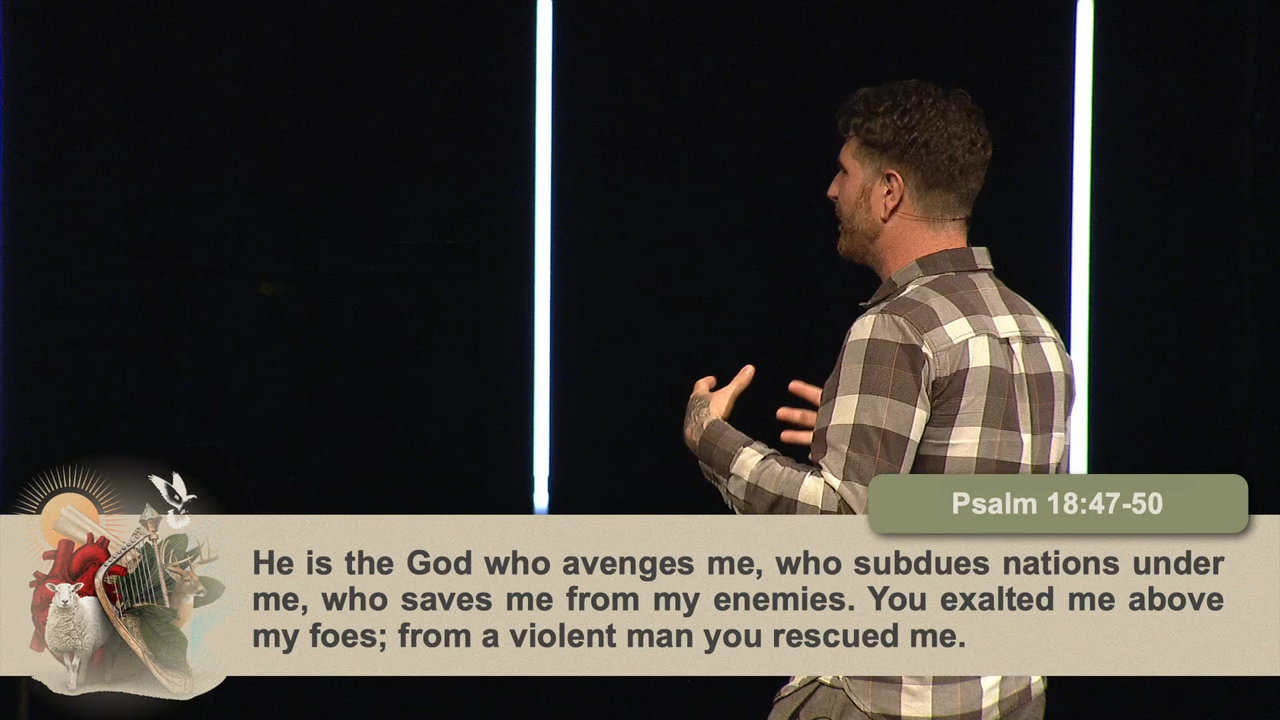 Psalm 18:47-50
He is the God who avenges me, who subdues nations under
me, who saves me from my enemies. You exalted me above
my foes; from a violent man you rescued me.